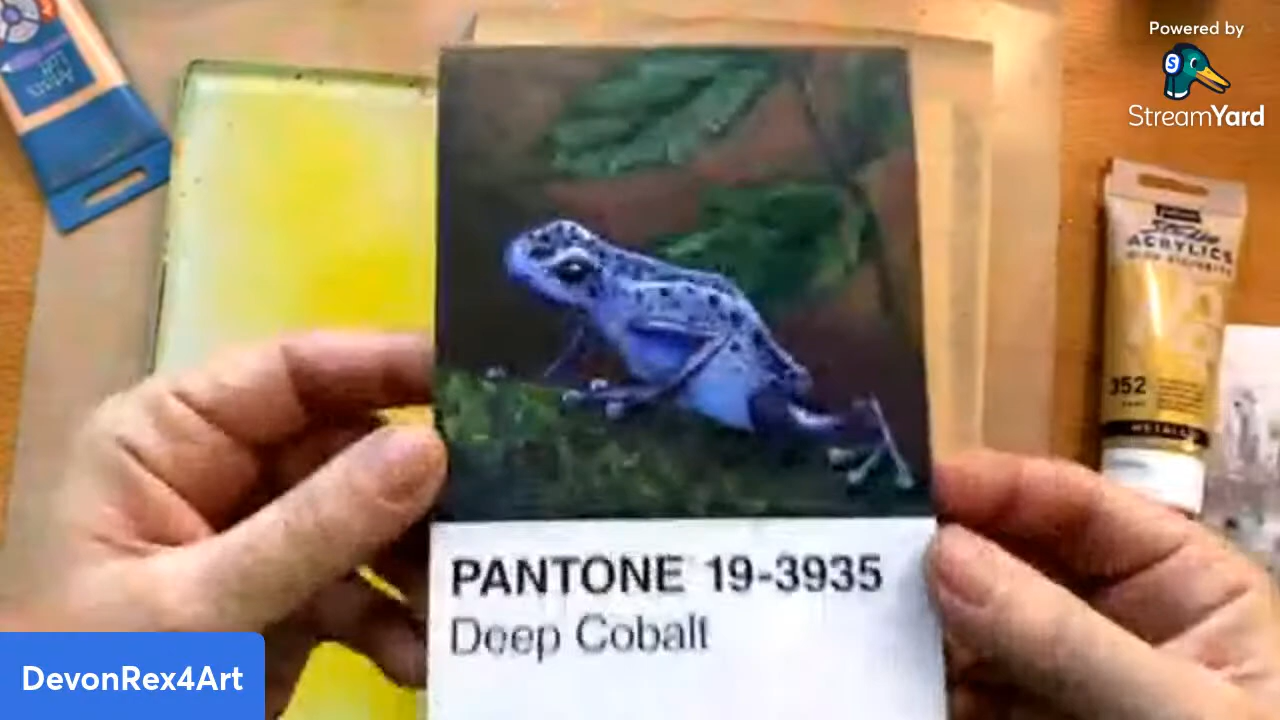 Powered by
StreamYard
ACRYLICS
352
PANTONE 19-3935
Deep Cobalt
DevonRex4Art